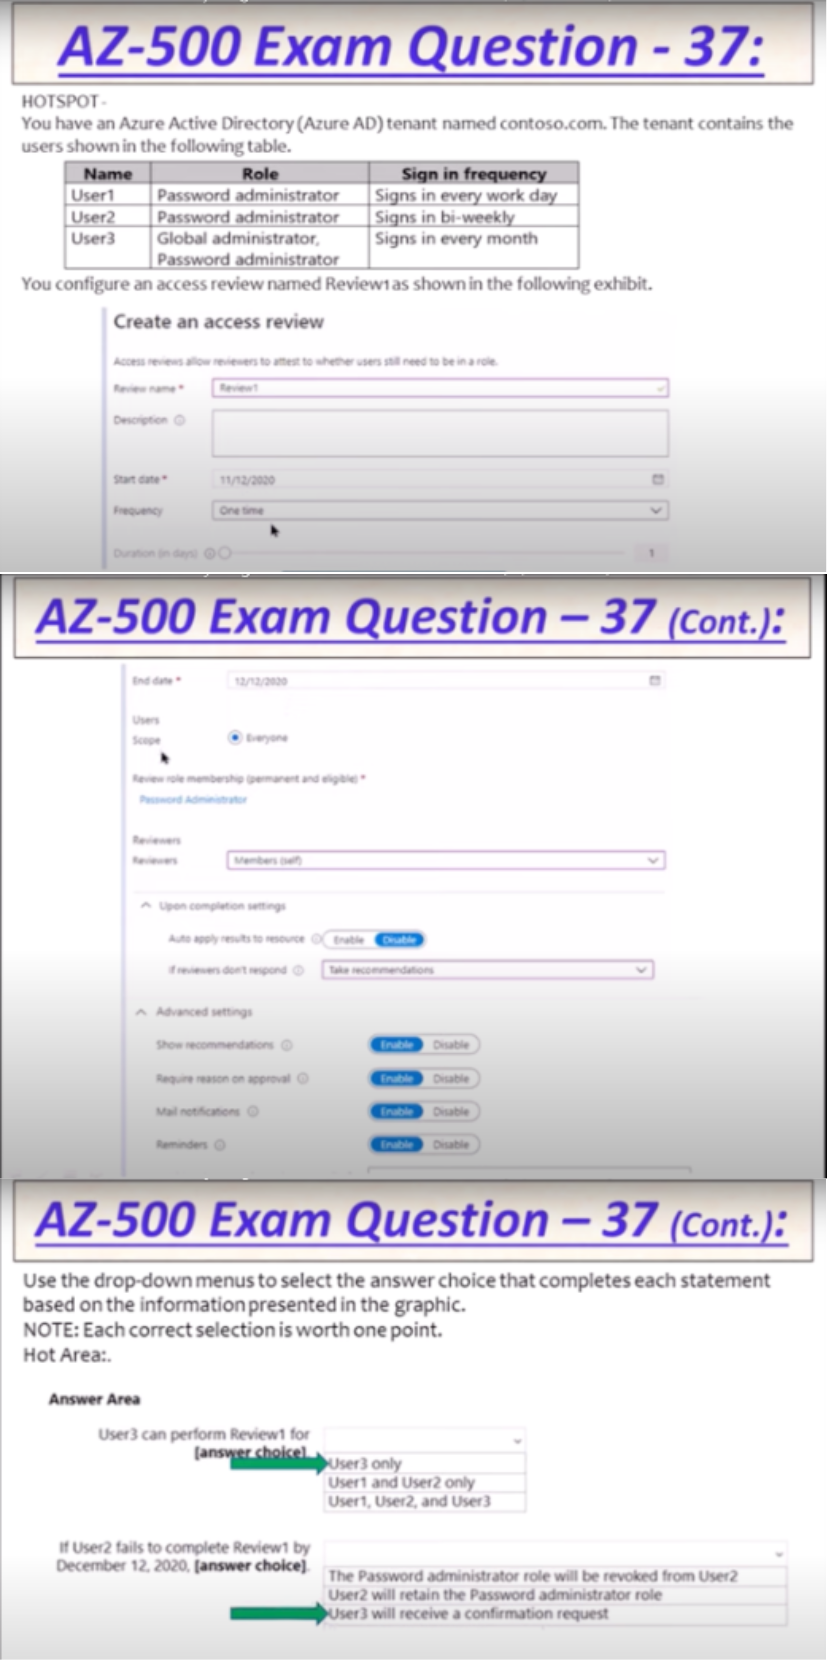 AZ-500 Exam Question - 37:
HOTSPOT-
You have an Azure Active Directory (Azure AD) tenant named contoso.com. The tenant contains the
users shown in the following table.
Name Role Sign in frequency
User1 Password administrator Signs in every work day
User2 Password administrator Signs in bi-weekly
User3 Global administrator, Signs in every month
Password administrator
You configure an access review named Review1 as shown in the following exhibit.
Create an access review
Access reviews allow reviewers to attest to whether users still need to be in a role.
Review name * Review1
Description
Start date * 11/12/2020
Frequency One time
Duration (in days) 1
AZ-500 Exam Question – 37 (Cont.):
End date * 12/12/2020
Users
Scope Everyone
Review role membership (permanent and eligible) *
Password Administrator
Reviewers
Reviewers Members (self)
Upon completion settings
Auto apply results to resource Enable Disable
If reviewers don't respond Take recommendations
Advanced settings
Show recommendations Enable Disable
Require reason on approval Enable Disable
Mail notifications Enable Disable
Reminders Enable Disable
AZ-500 Exam Question – 37 (Cont.):
Use the drop-down menus to select the answer choice that completes each statement
based on the information presented in the graphic.
NOTE: Each correct selection is worth one point.
Hot Area:.
Answer Area
User3 can perform Review1 for
[answer choice].
User3 only
User1 and User2 only
User1, User2, and User3
If User2 fails to complete Review1 by
December 12, 2020, [answer choice].
The Password administrator role will be revoked from User2
User2 will retain the Password administrator role
User3 will receive a confirmation request